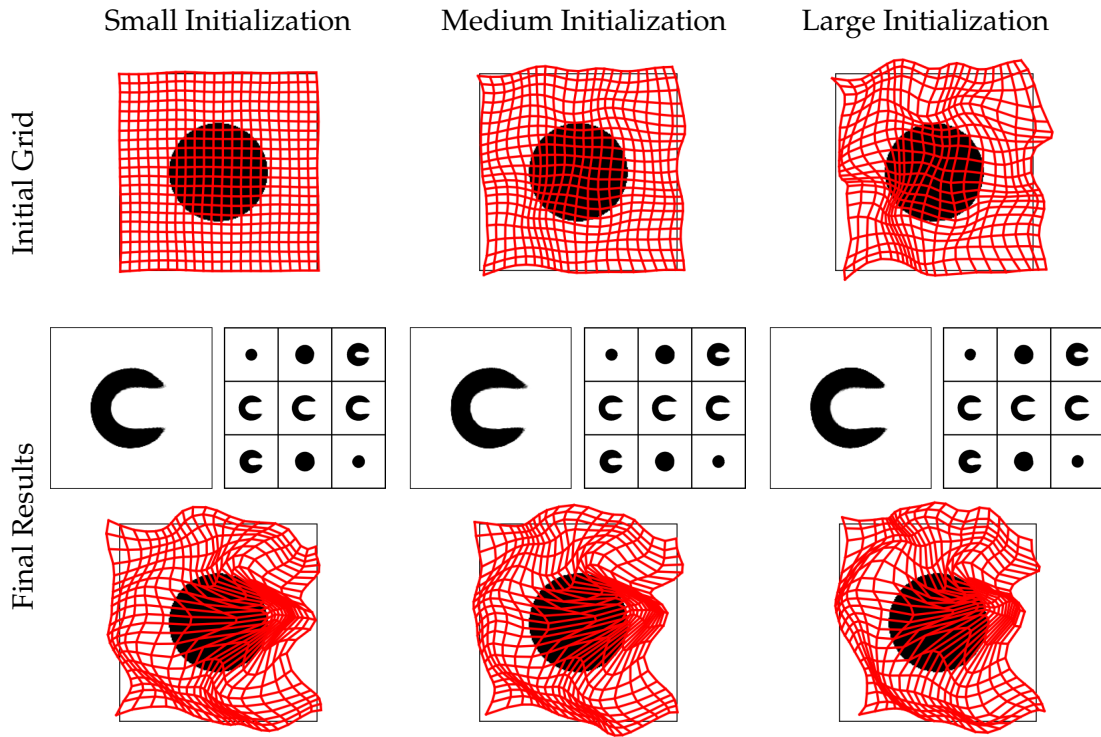 Small Initialization
Medium Initialization
Large Initialization
Initial Grid
Final Results